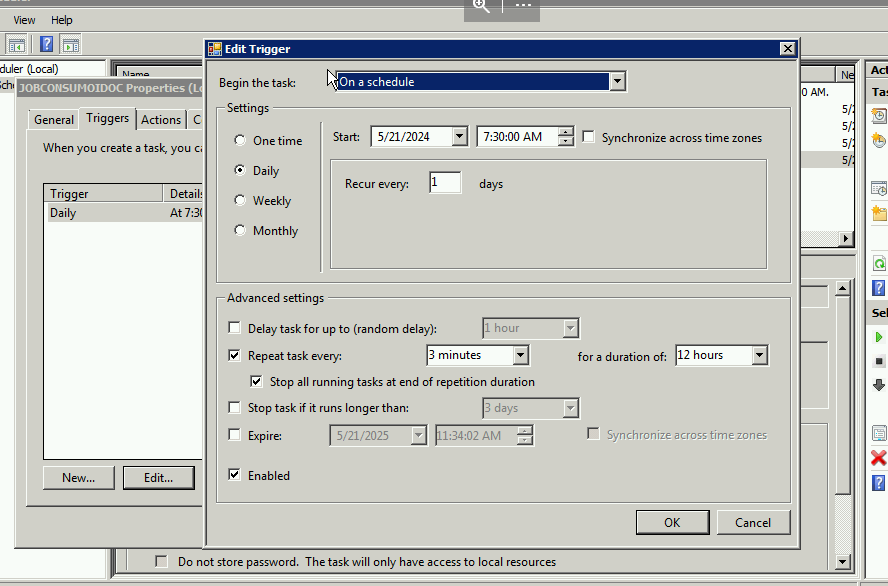 View Help
duler (Local)
Name
Ne
Act
JOBCONSUMOIDOC Properties (Lo
Edit Trigger
0 AM.
Tas
5/2
5/2
5/2
5/2
General Triggers Actions C
When you create a task, you ca
Trigger Details
Daily At 7:30
New... Edit...
Begin the task: On a schedule
Settings
One time
Daily
Weekly
Monthly
Start: 5/21/2024 7:30:00 AM Synchronize across time zones
Recur every: 1 days
Advanced settings
Delay task for up to (random delay): 1 hour
Repeat task every: 3 minutes for a duration of: 12 hours
Stop all running tasks at end of repetition duration
Stop task if it runs longer than: 3 days
Expire: 5/21/2025 11:34:02 AM Synchronize across time zones
Enabled
OK Cancel
Sel
Do not store password. The task will only have access to local resources